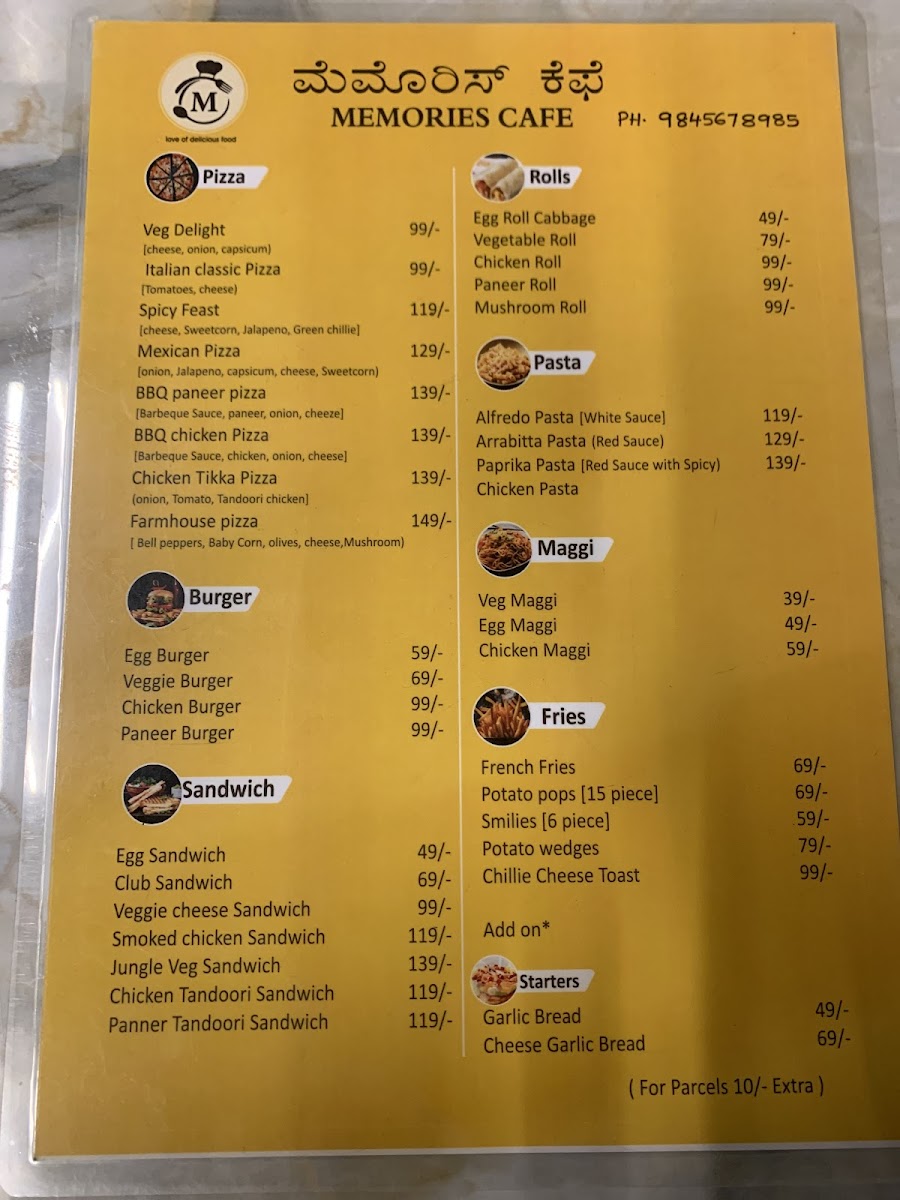 M
love of delicious food
ಮೆಮೊರಿಸ್ ಕೆಫೆ
MEMORIES CAFE
PH. 9845678985
Pizza
Veg Delight 99/-
[cheese, onion, capsicum]
Italian classic Pizza 99/-
[Tomatoes, cheese)
Spicy Feast 119/-
[cheese, Sweetcorn, Jalapeno, Green chillie]
Mexican Pizza 129/-
[onion, Jalapeno, capsicum, cheese, Sweetcorn)
BBQ paneer pizza 139/-
[Barbeque Sauce, paneer, onion, cheeze]
BBQ chicken Pizza 139/-
[Barbeque Sauce, chicken, onion, cheese]
Chicken Tikka Pizza 139/-
(onion, Tomato, Tandoori chicken]
Farmhouse pizza 149/-
[ Bell peppers, Baby Corn, olives, cheese,Mushroom)
Burger
Egg Burger 59/-
Veggie Burger 69/-
Chicken Burger 99/-
Paneer Burger 99/-
Sandwich
Egg Sandwich 49/-
Club Sandwich 69/-
Veggie cheese Sandwich 99/-
Smoked chicken Sandwich 119/-
Jungle Veg Sandwich 139/-
Chicken Tandoori Sandwich 119/-
Panner Tandoori Sandwich 119/-
Rolls
Egg Roll Cabbage 49/-
Vegetable Roll 79/-
Chicken Roll 99/-
Paneer Roll 99/-
Mushroom Roll 99/-
Pasta
Alfredo Pasta [White Sauce] 119/-
Arrabitta Pasta (Red Sauce) 129/-
Paprika Pasta [Red Sauce with Spicy) 139/-
Chicken Pasta
Maggi
Veg Maggi 39/-
Egg Maggi 49/-
Chicken Maggi 59/-
Fries
French Fries 69/-
Potato pops [15 piece] 69/-
Smilies [6 piece] 59/-
Potato wedges 79/-
Chillie Cheese Toast 99/-
Add on*
Starters
Garlic Bread 49/-
Cheese Garlic Bread 69/-
( For Parcels 10/- Extra )